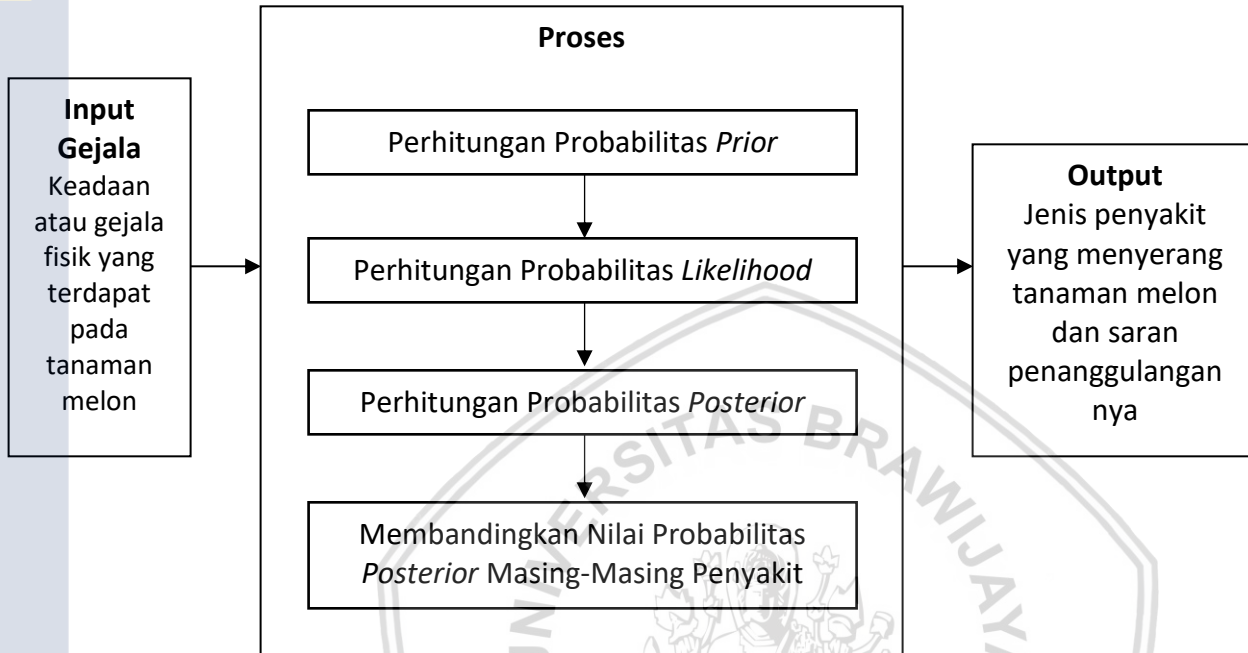 Input
Gejala
Keadaan
atau gejala
fisik yang
terdapat
pada
tanaman
melon
Proses
Perhitungan Probabilitas Prior
Perhitungan Probabilitas Likelihood
Perhitungan Probabilitas Posterior
Membandingkan Nilai Probabilitas
Posterior Masing-Masing Penyakit
Output
Jenis penyakit
yang menyerang
tanaman melon
dan saran
penanggulangan
nya
UNIVERSITAS BRAWIJAYA